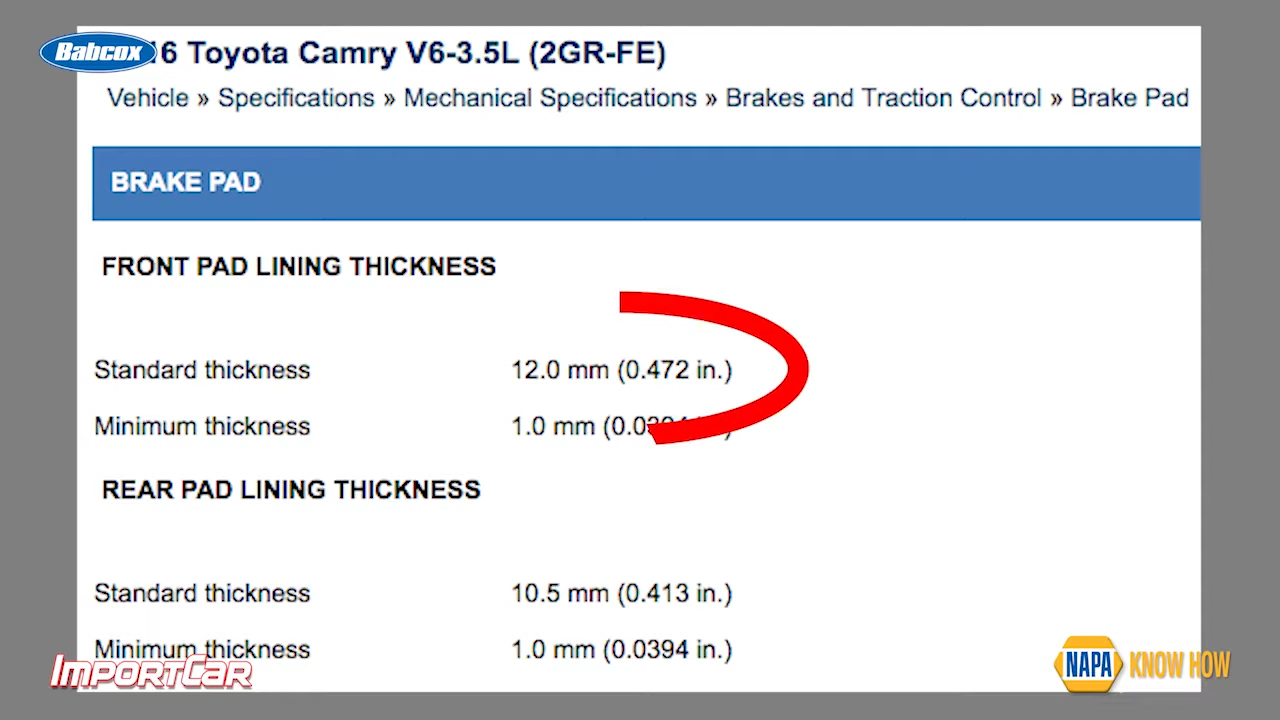 Babcox
6 Toyota Camry V6-3.5L (2GR-FE)
Vehicle » Specifications » Mechanical Specifications » Brakes and Traction Control » Brake Pad
BRAKE PAD
FRONT PAD LINING THICKNESS
Standard thickness 12.0 mm (0.472 in.)
Minimum thickness 1.0 mm
REAR PAD LINING THICKNESS
Standard thickness 10.5 mm (0.413 in.)
Minimum thickness 1.0 mm (0.0394 in.)
ImportCar
NAPA KNOW HOW